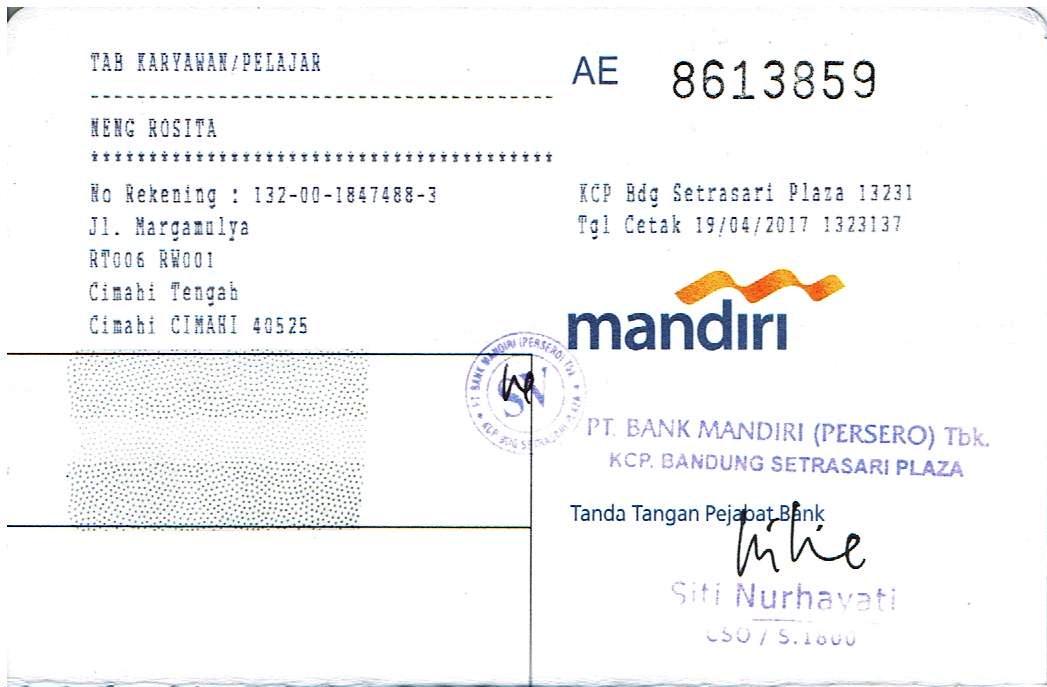 TAB KARYAWAN/PELAJAR
AE 8613859
NENG ROSITA
No Rekening : 132-00-1847488-3
Jl. Margamulya
RT006 RW001
Cimahi Tengah
Cimahi CIMAHI 40525
KCP Bdg Setrasari Plaza 13231
Tgl Cetak 19/04/2017 1323137
mandiri
PT BANK MANDIRI (PERSERO) Tbk
SN
KCP BDG SETRASARI PLAZA
PT. BANK MANDIRI (PERSERO) Tbk.
KCP. BANDUNG SETRASARI PLAZA
Tanda Tangan Pejabat Bank
Siti Nurhayati
CSO / S.1800